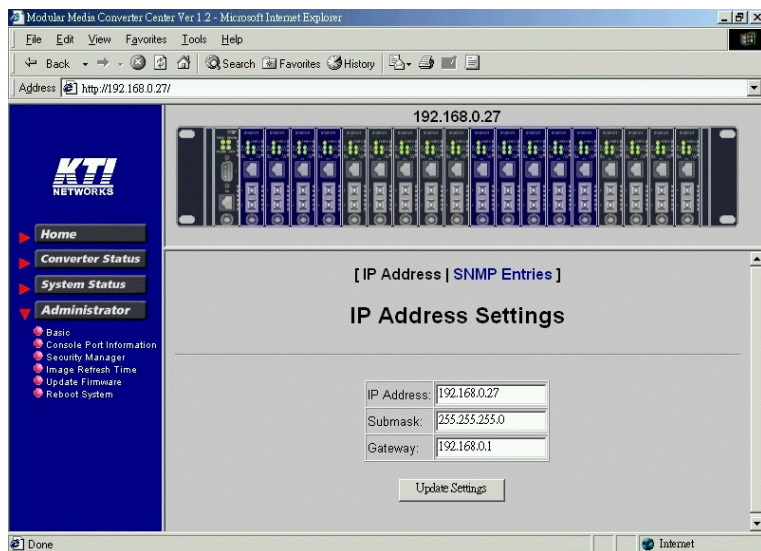 Modular Media Converter Center Ver 1.2 - Microsoft Internet Explorer
File Edit View Favorites Tools Help
Back Search Favorites History
Address http://192.168.0.27/
192.168.0.27
KTI
NETWORKS
Home
Converter Status
System Status
Administrator
Basic
Console Port Information
Security Manager
Image Refresh Time
Update Firmware
Reboot System
[ IP Address | SNMP Entries ]
IP Address Settings
IP Address: 192.168.0.27
Submask: 255.255.255.0
Gateway: 192.168.0.1
Update Settings
Done Internet